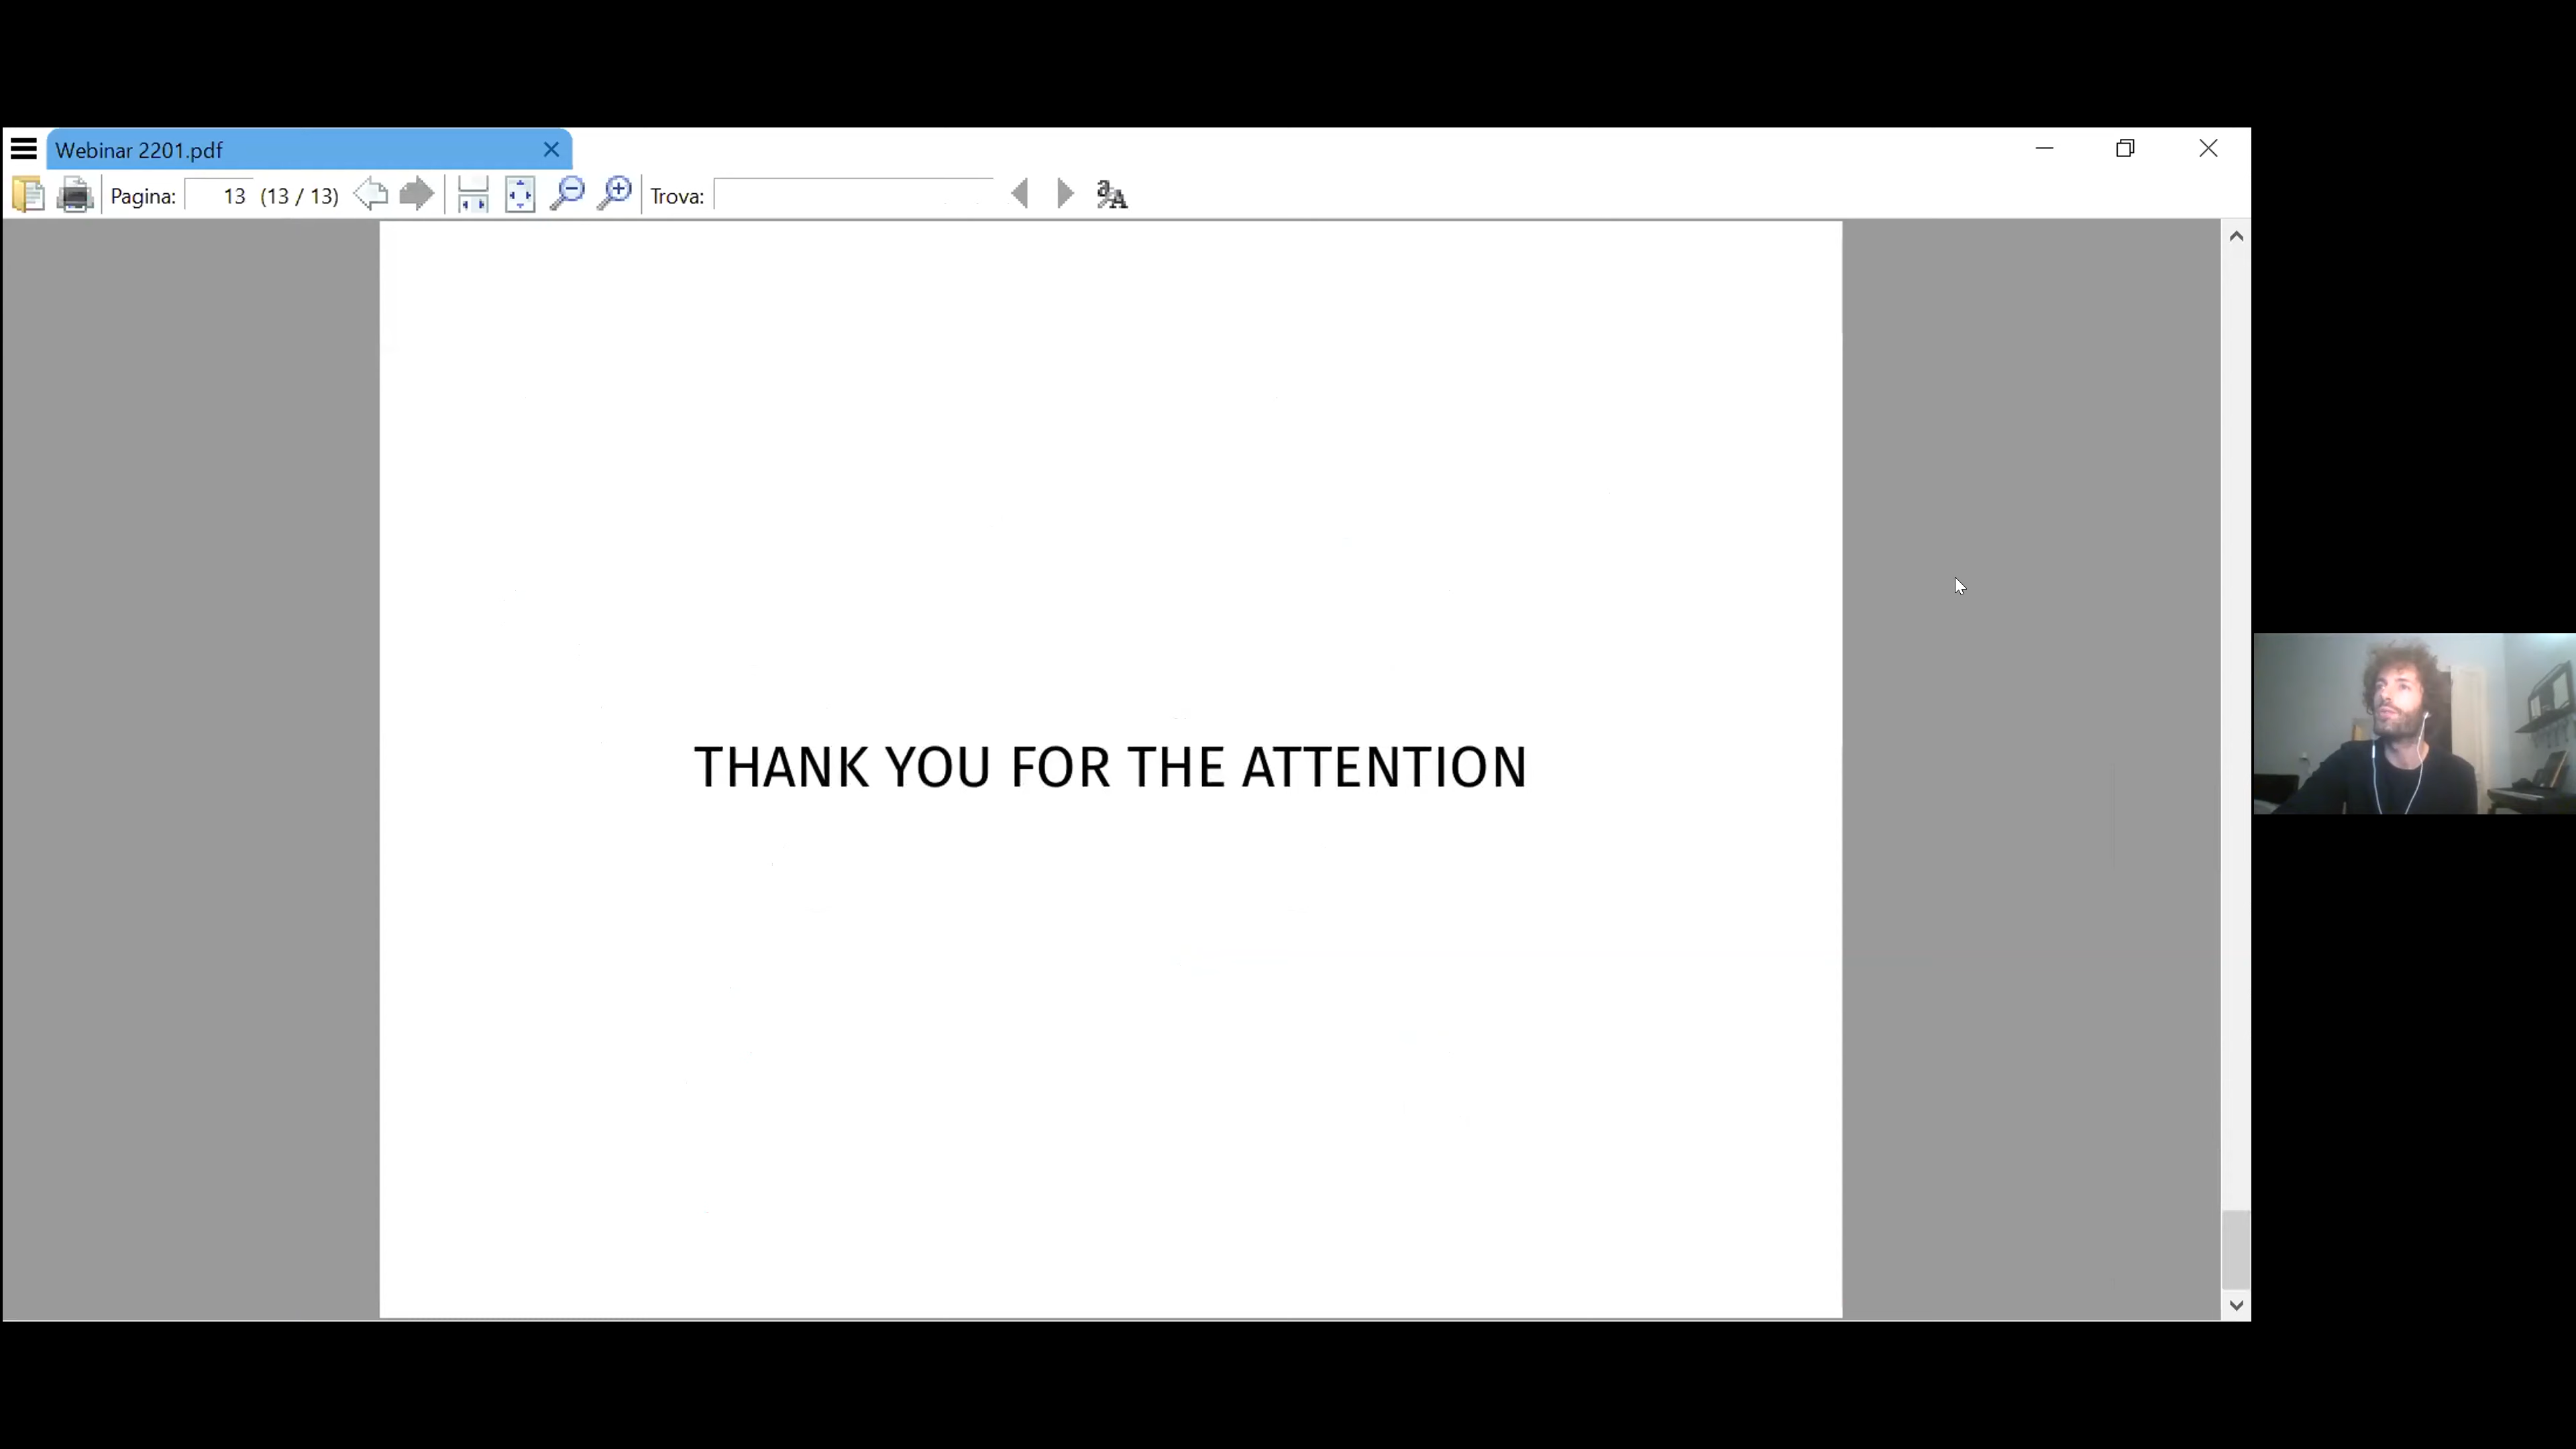 Webinar 2201.pdf
Pagina: 13 (13 / 13) Trova:
THANK YOU FOR THE ATTENTION